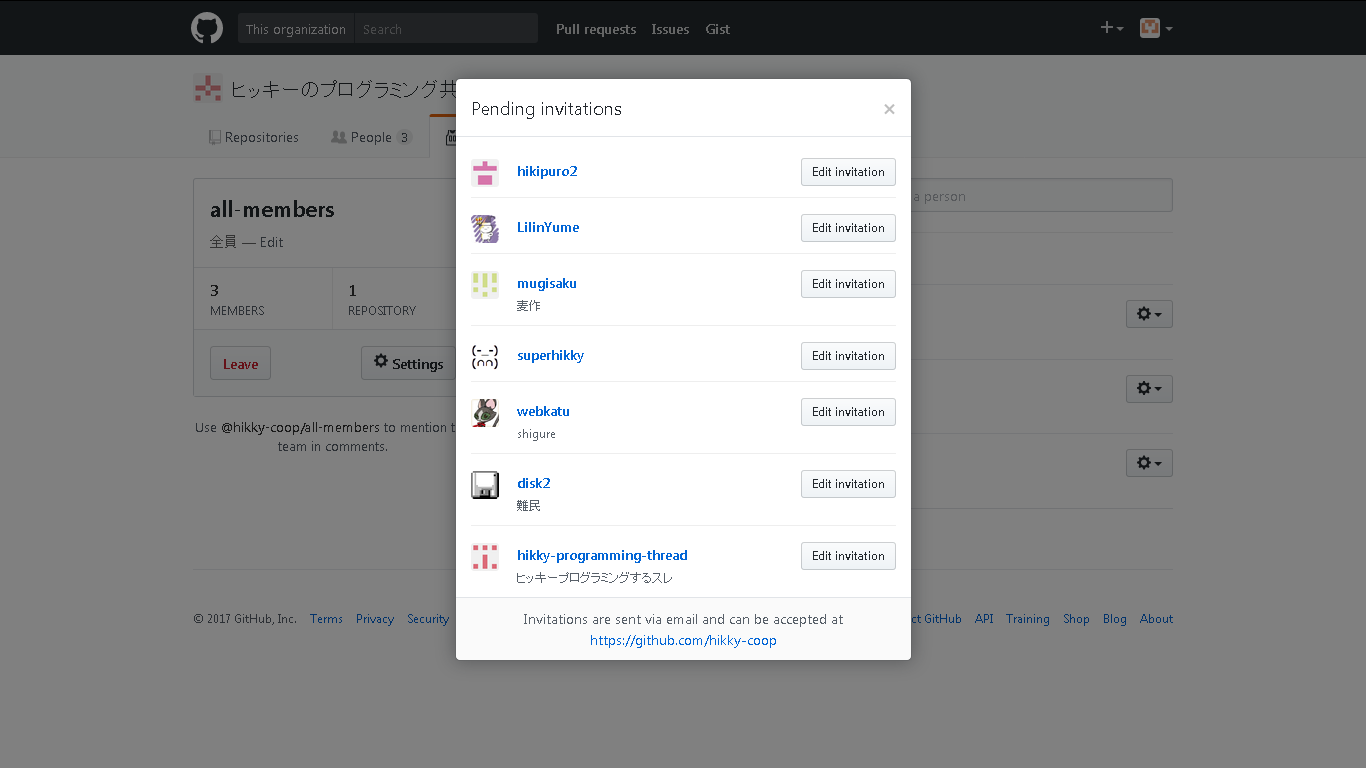 This organization Search Pull requests Issues Gist
ヒッキーのプログラミング共
Repositories People 3
Pending invitations ×
hikipuro2 Edit invitation
LilinYume Edit invitation
mugisaku Edit invitation
麦作
superhikky Edit invitation
webkatu Edit invitation
shigure
disk2 Edit invitation
難民
hikky-programming-thread Edit invitation
ヒッキープログラミングするスレ
Invitations are sent via email and can be accepted at
https://github.com/hikky-coop
all-members
全員 — Edit
3 1
MEMBERS REPOSITORY
Leave Settings
Use @hikky-coop/all-members to mention t
team in comments.
a person
© 2017 GitHub, Inc. Terms Privacy Security ct GitHub API Training Shop Blog About